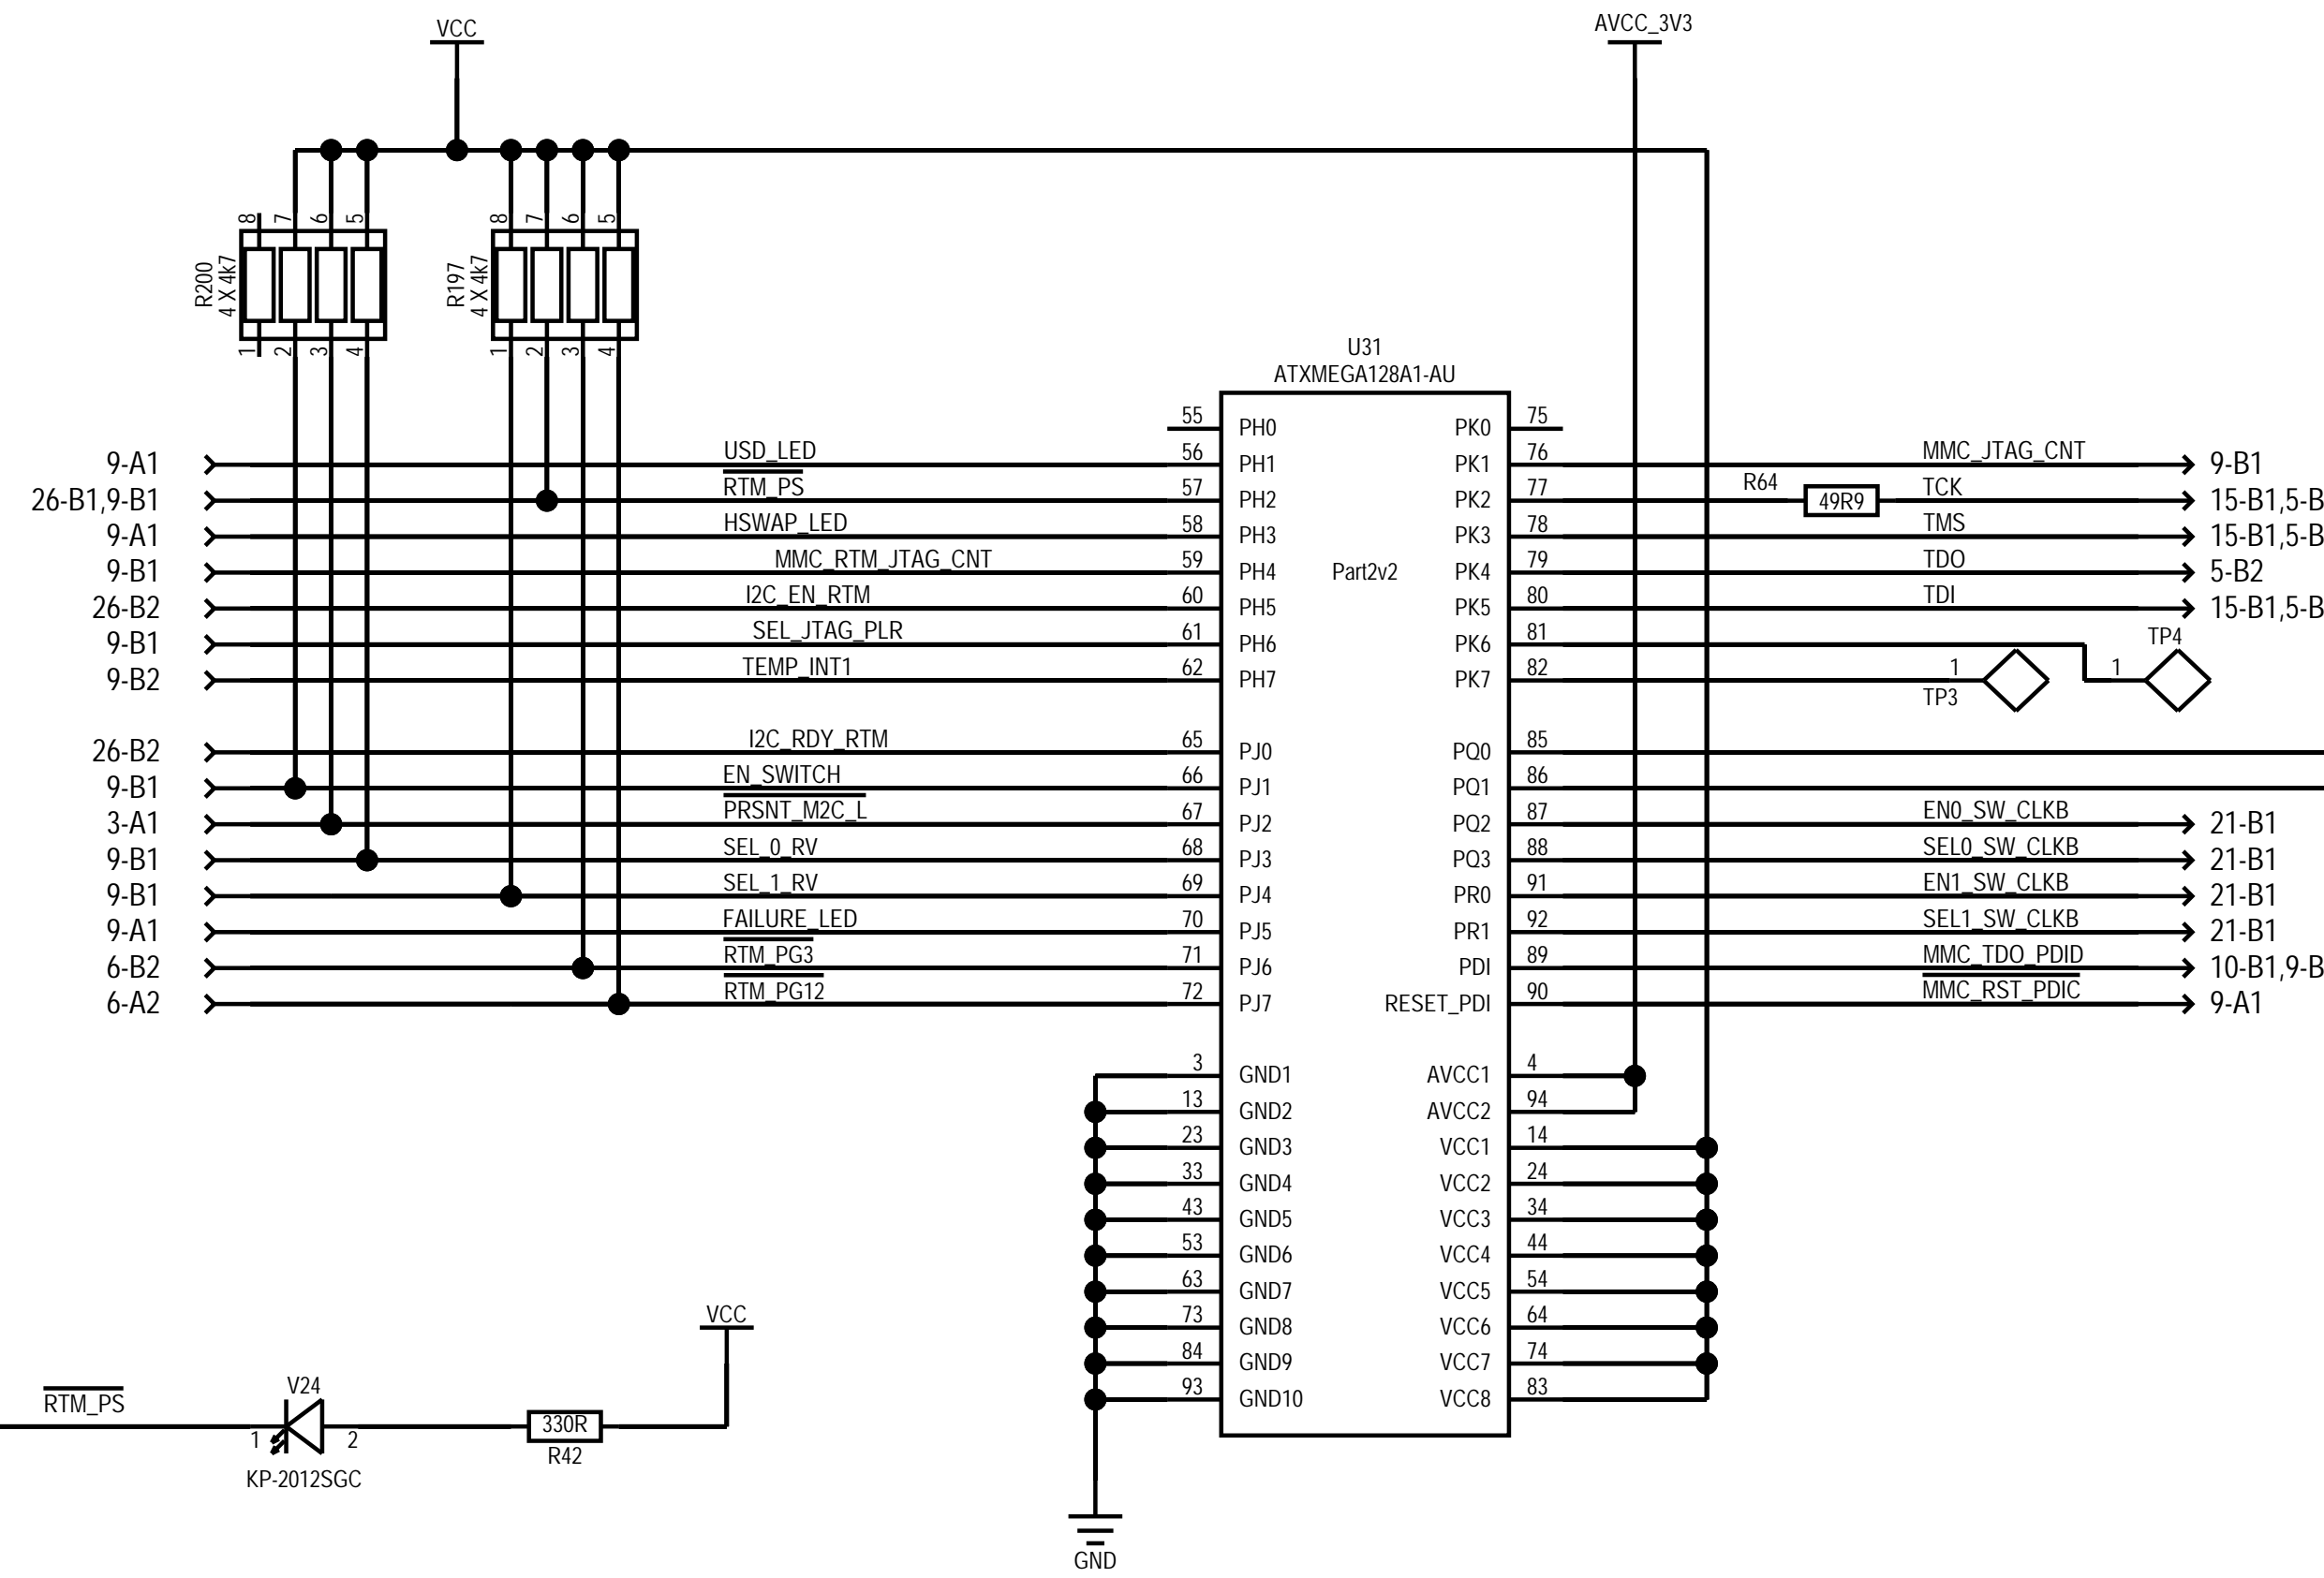 VCC
AVCC_3V3
8 7 6 5
R200
4 X 4k7
1 2 3 4
8 7 6 5
R197
4 X 4k7
1 2 3 4
U31
ATXMEGA128A1-AU
Part2v2
55 PH0
9-A1 USD_LED 56 PH1
26-B1,9-B1 RTM_PS 57 PH2
9-A1 HSWAP_LED 58 PH3
9-B1 MMC_RTM_JTAG_CNT 59 PH4
26-B2 I2C_EN_RTM 60 PH5
9-B1 SEL_JTAG_PLR 61 PH6
9-B2 TEMP_INT1 62 PH7
26-B2 I2C_RDY_RTM 65 PJ0
9-B1 EN_SWITCH 66 PJ1
3-A1 PRSNT_M2C_L 67 PJ2
9-B1 SEL_0_RV 68 PJ3
9-B1 SEL_1_RV 69 PJ4
9-A1 FAILURE_LED 70 PJ5
6-B2 RTM_PG3 71 PJ6
6-A2 RTM_PG12 72 PJ7
3 GND1
13 GND2
23 GND3
33 GND4
43 GND5
53 GND6
63 GND7
73 GND8
84 GND9
93 GND10
GND
PK0 75
PK1 76 MMC_JTAG_CNT 9-B1
PK2 77 R64 49R9 TCK 15-B1,5-B
PK3 78 TMS 15-B1,5-B
PK4 79 TDO 5-B2
PK5 80 TDI 15-B1,5-B
PK6 81 1 TP4
PK7 82 1 TP3
PQ0 85
PQ1 86
PQ2 87 EN0_SW_CLKB 21-B1
PQ3 88 SEL0_SW_CLKB 21-B1
PR0 91 EN1_SW_CLKB 21-B1
PR1 92 SEL1_SW_CLKB 21-B1
PDI 89 MMC_TDO_PDID 10-B1,9-B
RESET_PDI 90 MMC_RST_PDIC 9-A1
AVCC1 4
AVCC2 94
VCC1 14
VCC2 24
VCC3 34
VCC4 44
VCC5 54
VCC6 64
VCC7 74
VCC8 83
VCC
RTM_PS
V24
1 2
KP-2012SGC
330R
R42